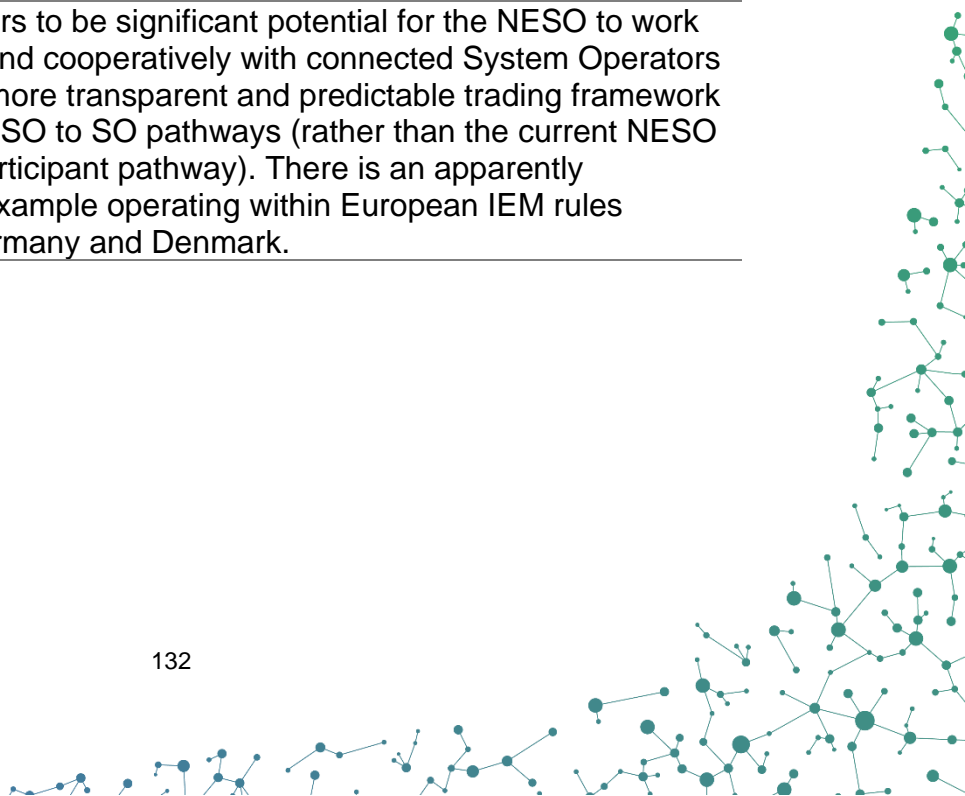 rs to be significant potential for the NESO to work
nd cooperatively with connected System Operators
more transparent and predictable trading framework
SO to SO pathways (rather than the current NESO
rticipant pathway). There is an apparently
xample operating within European IEM rules
rmany and Denmark.
132